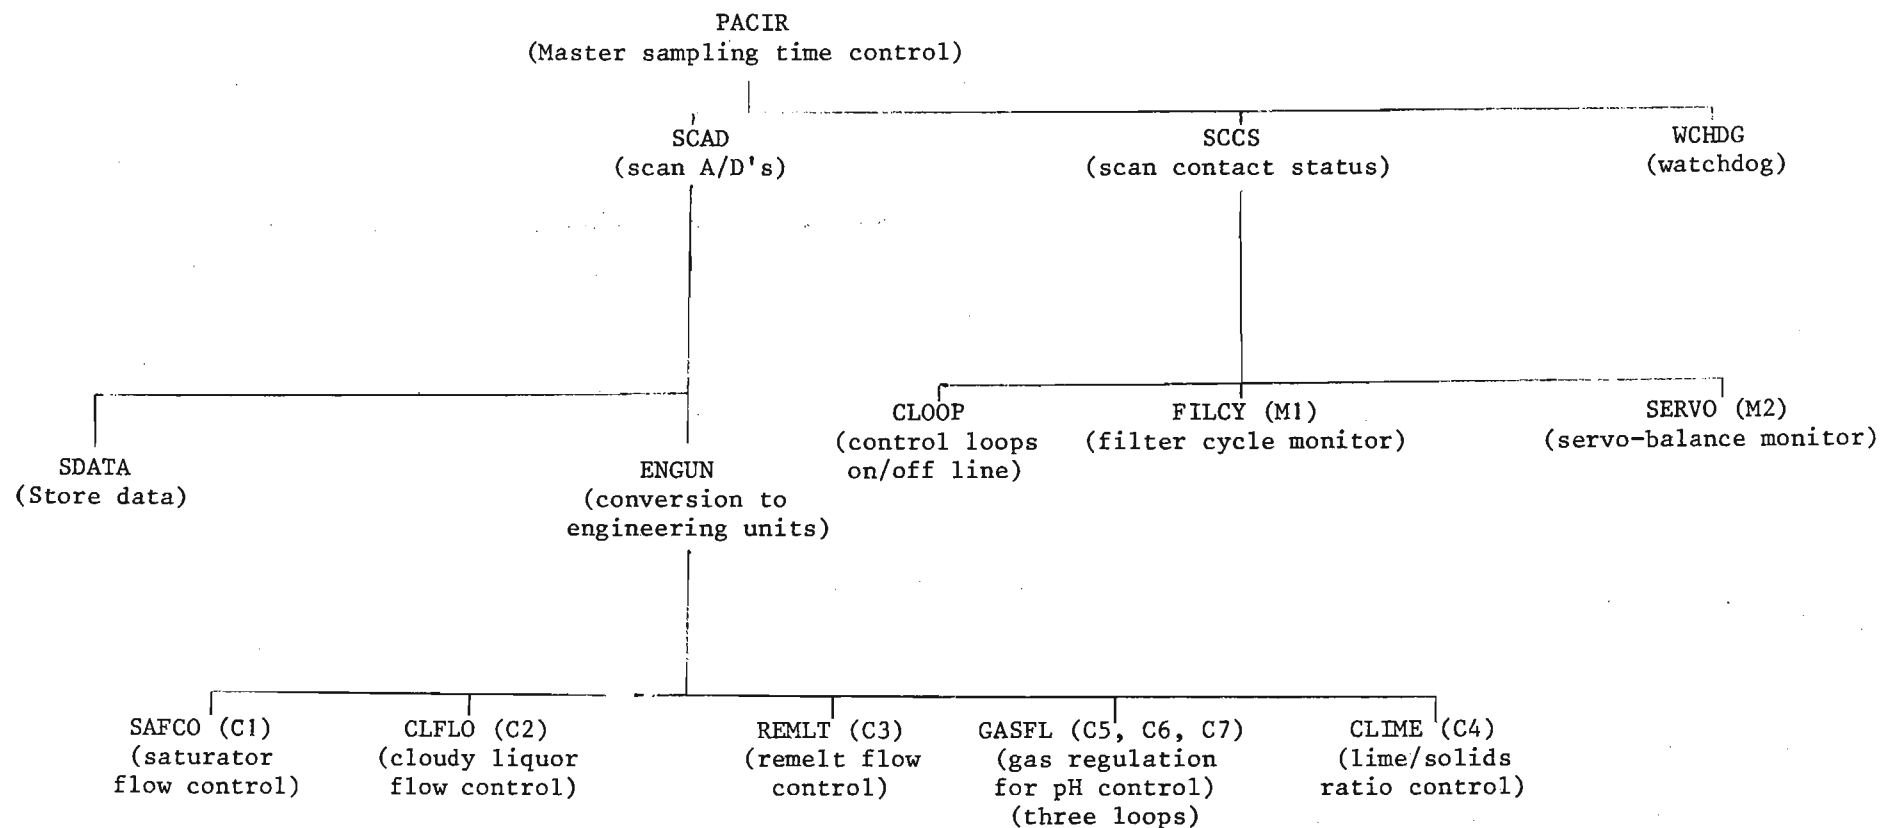 PACIR
(Master sampling time control)
SCAD
(scan A/D's)
SCCS
(scan contact status)
WCHDG
(watchdog)
CLOOP
(control loops
on/off line)
FILCY (M1)
(filter cycle monitor)
SERVO (M2)
(servo-balance monitor)
SDATA
(Store data)
ENGUN
(conversion to
engineering units)
SAFCO (C1)
(saturator
flow control)
CLFLO (C2)
(cloudy liquor
flow control)
REMLT (C3)
(remelt flow
control)
GASFL (C5, C6, C7)
(gas regulation
for pH control)
(three loops)
CLIME (C4)
(lime/solids
ratio control)